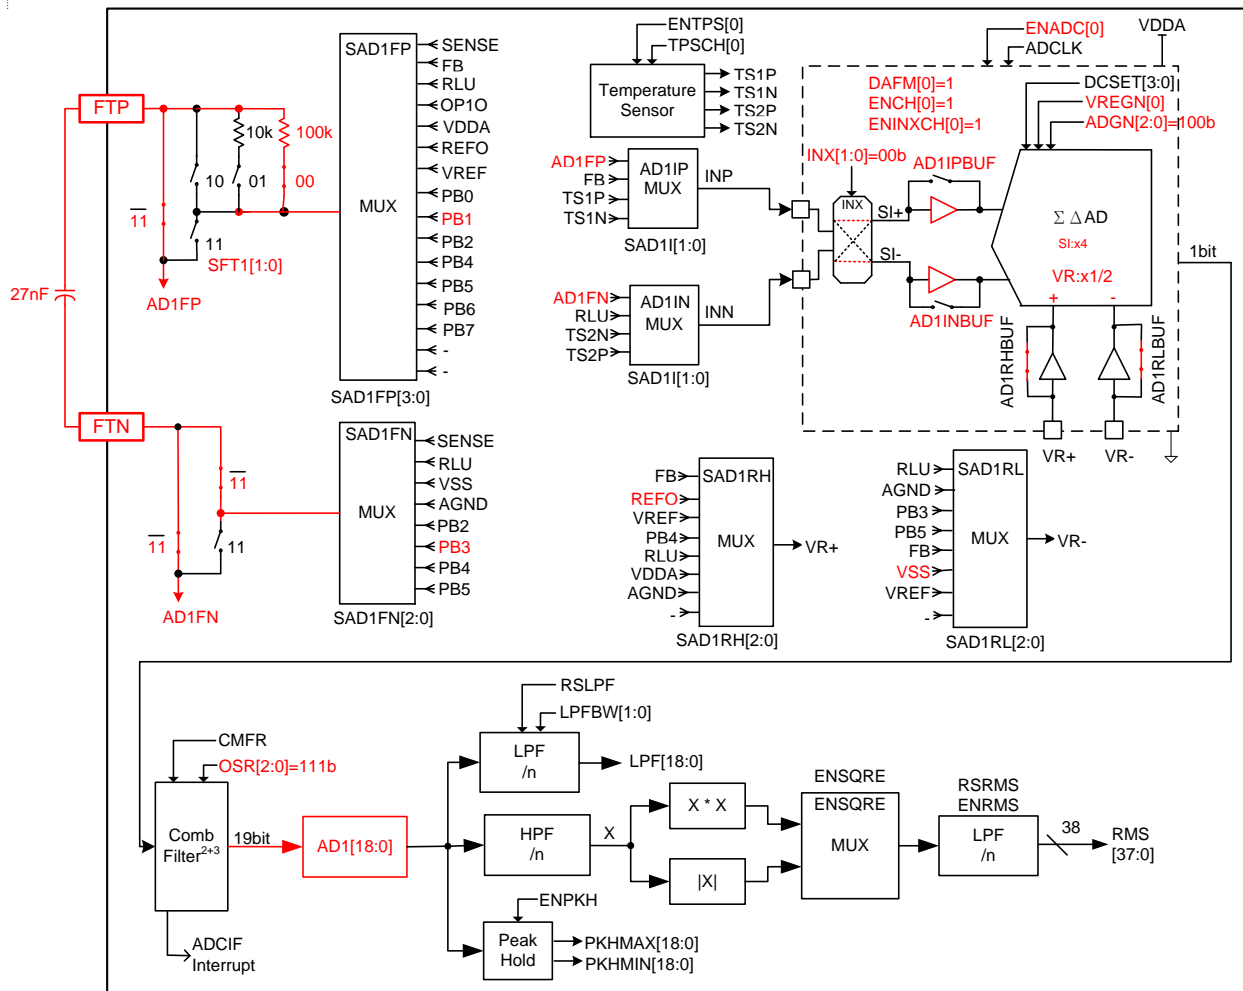 ENTPS[0]
TPSCH[0]
ENADC[0]
ADCLK
VDDA
SAD1FP
SENSE
FB
RLU
OP1O
VDDA
REFO
VREF
PB0
PB1
PB2
PB4
PB5
PB6
PB7
-
-
MUX
SAD1FP[3:0]
FTP
10k
100k
10
01
00
11
11
SFT1[1:0]
AD1FP
27nF
Temperature
Sensor
TS1P
TS1N
TS2P
TS2N
DAFM[0]=1
ENCH[0]=1
ENINXCH[0]=1
DCSET[3:0]
VREGN[0]
ADGN[2:0]=100b
AD1FP
FB
TS1P
TS1N
AD1IP
MUX
INP
SAD1I[1:0]
INX[1:0]=00b
INX
SI+
SI-
AD1IPBUF
AD1INBUF
Σ Δ AD
SI:x4
VR:x1/2
+
-
1bit
AD1FN
RLU
TS2N
TS2P
AD1IN
MUX
INN
SAD1I[1:0]
AD1RHBUF
AD1RLBUF
VR+
VR-
FTN
11
11
11
AD1FN
SAD1FN
SENSE
RLU
VSS
AGND
PB2
PB3
PB4
PB5
MUX
SAD1FN[2:0]
FB
REFO
VREF
PB4
RLU
VDDA
AGND
-
SAD1RH
MUX
VR+
SAD1RH[2:0]
RLU
AGND
PB3
PB5
FB
VSS
VREF
-
SAD1RL
MUX
VR-
SAD1RL[2:0]
CMFR
OSR[2:0]=111b
Comb
Filter2+3
19bit
AD1[18:0]
ADCIF
Interrupt
RSLPF
LPFBW[1:0]
LPF
/n
LPF[18:0]
HPF
/n
X
X * X
|X|
ENPKH
Peak
Hold
PKHMAX[18:0]
PKHMIN[18:0]
ENSQRE
ENSQRE
MUX
RSRMS
ENRMS
LPF
/n
38
RMS
[37:0]